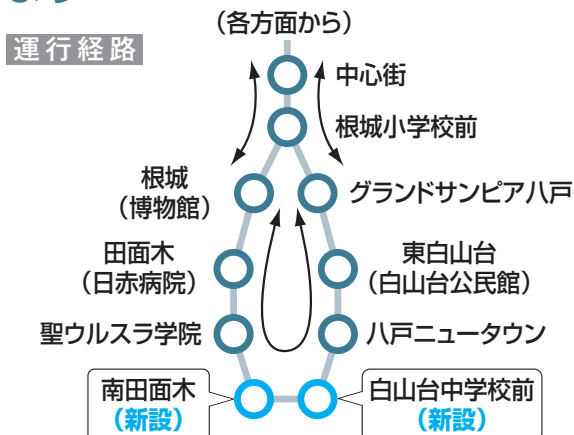 （各方面から）
運行経路
中心街
根城小学校前
根城
（博物館）
グランドサンピア八戸
田面木
（日赤病院）
東白山台
（白山台公民館）
聖ウルスラ学院
八戸ニュータウン
南田面木
（新設）
白山台中学校前
（新設）